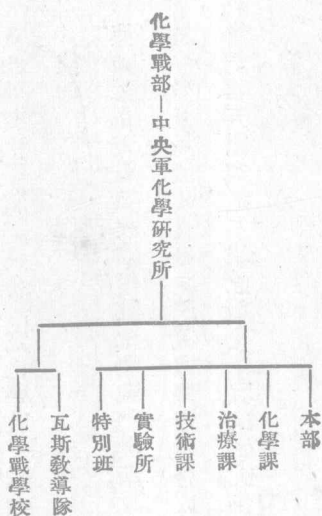 化學戰部—中央軍化學研究所
本部
化學課
治療課
技術課
實驗所
特別班
瓦斯教導隊
化學戰學校